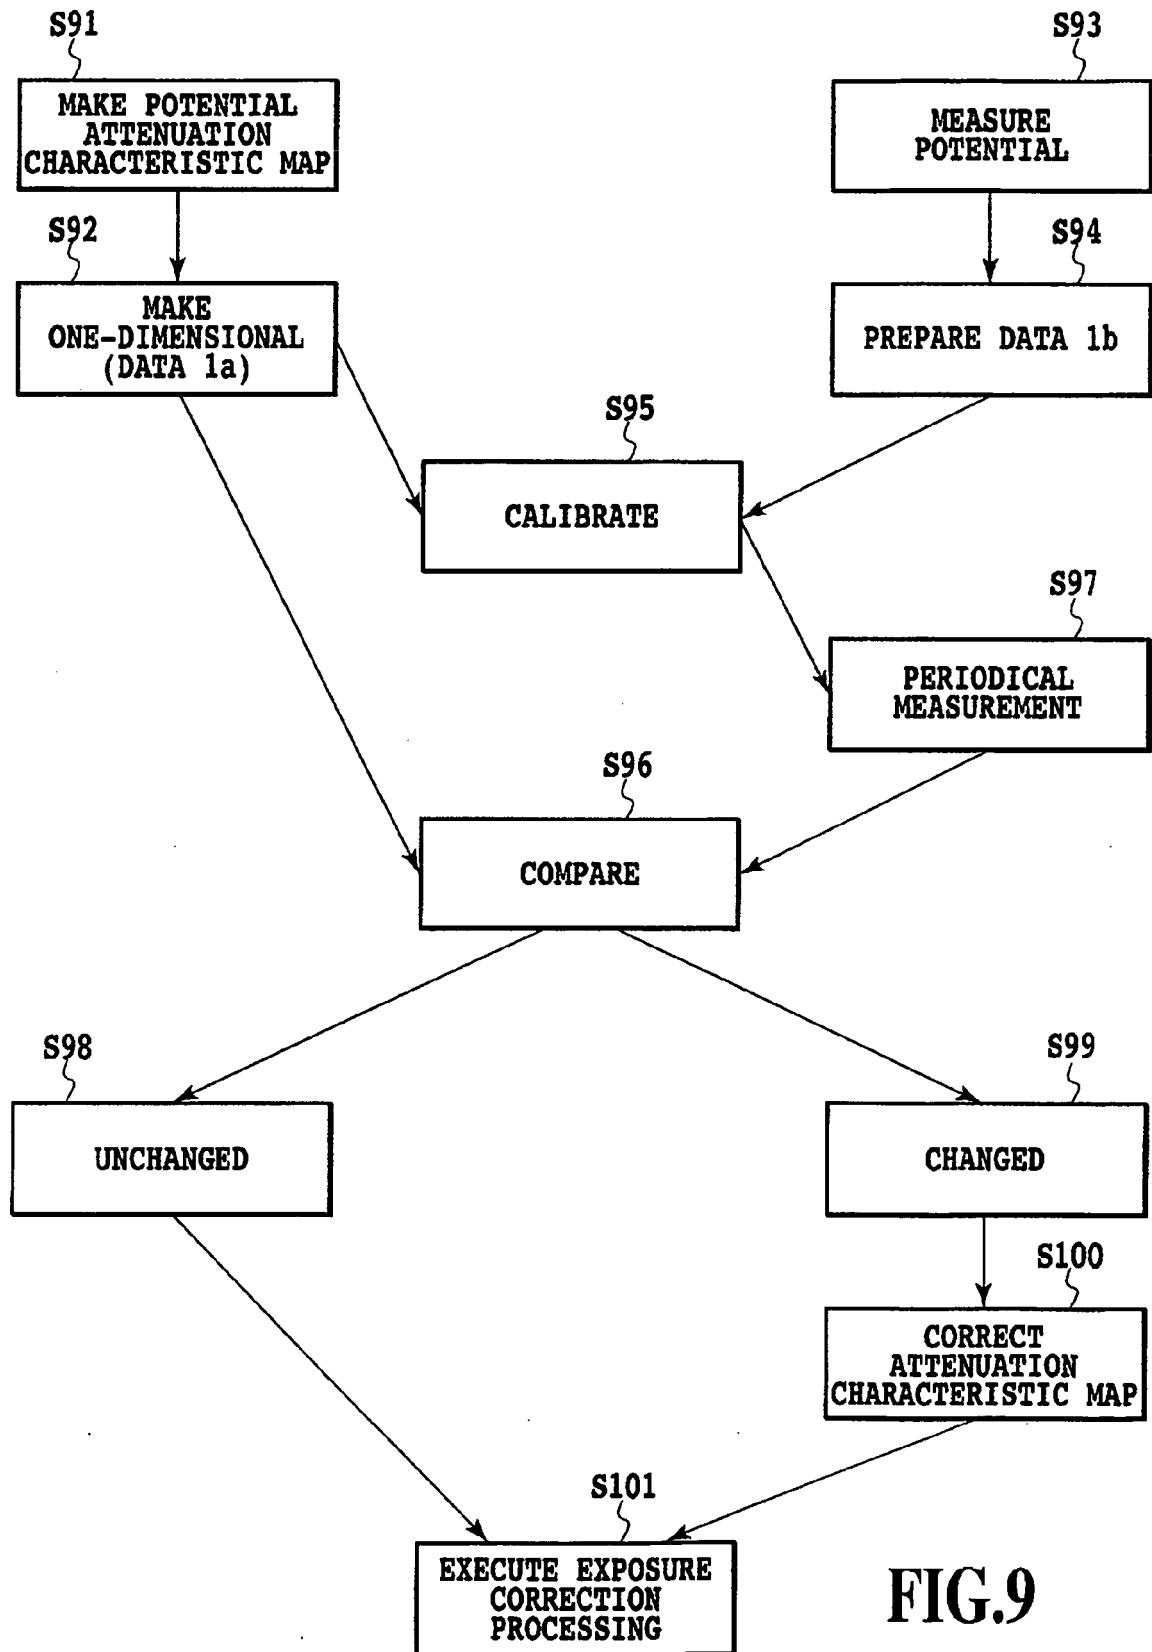 S91
MAKE POTENTIAL
ATTENUATION
CHARACTERISTIC MAP
S93
MEASURE
POTENTIAL
S92
MAKE
ONE-DIMENSIONAL
(DATA 1a)
S94
PREPARE DATA 1b
S95
CALIBRATE
S97
PERIODICAL
MEASUREMENT
S96
COMPARE
S98
UNCHANGED
S99
CHANGED
S100
CORRECT
ATTENUATION
CHARACTERISTIC MAP
S101
EXECUTE EXPOSURE
CORRECTION
PROCESSING
FIG.9